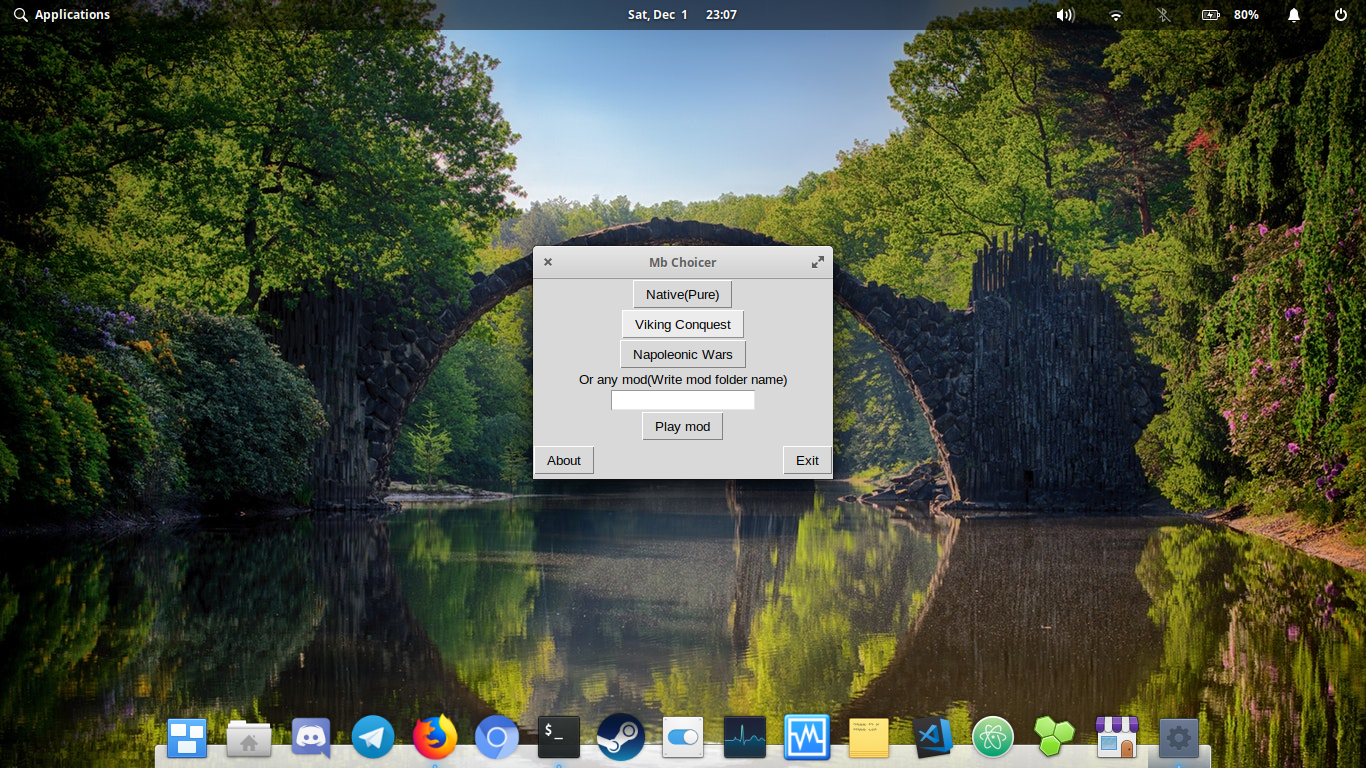 Applications
Sat, Dec 1 23:07
80%
Mb Choicer
Native(Pure)
Viking Conquest
Napoleonic Wars
Or any mod(Write mod folder name)
Play mod
About Exit
$_